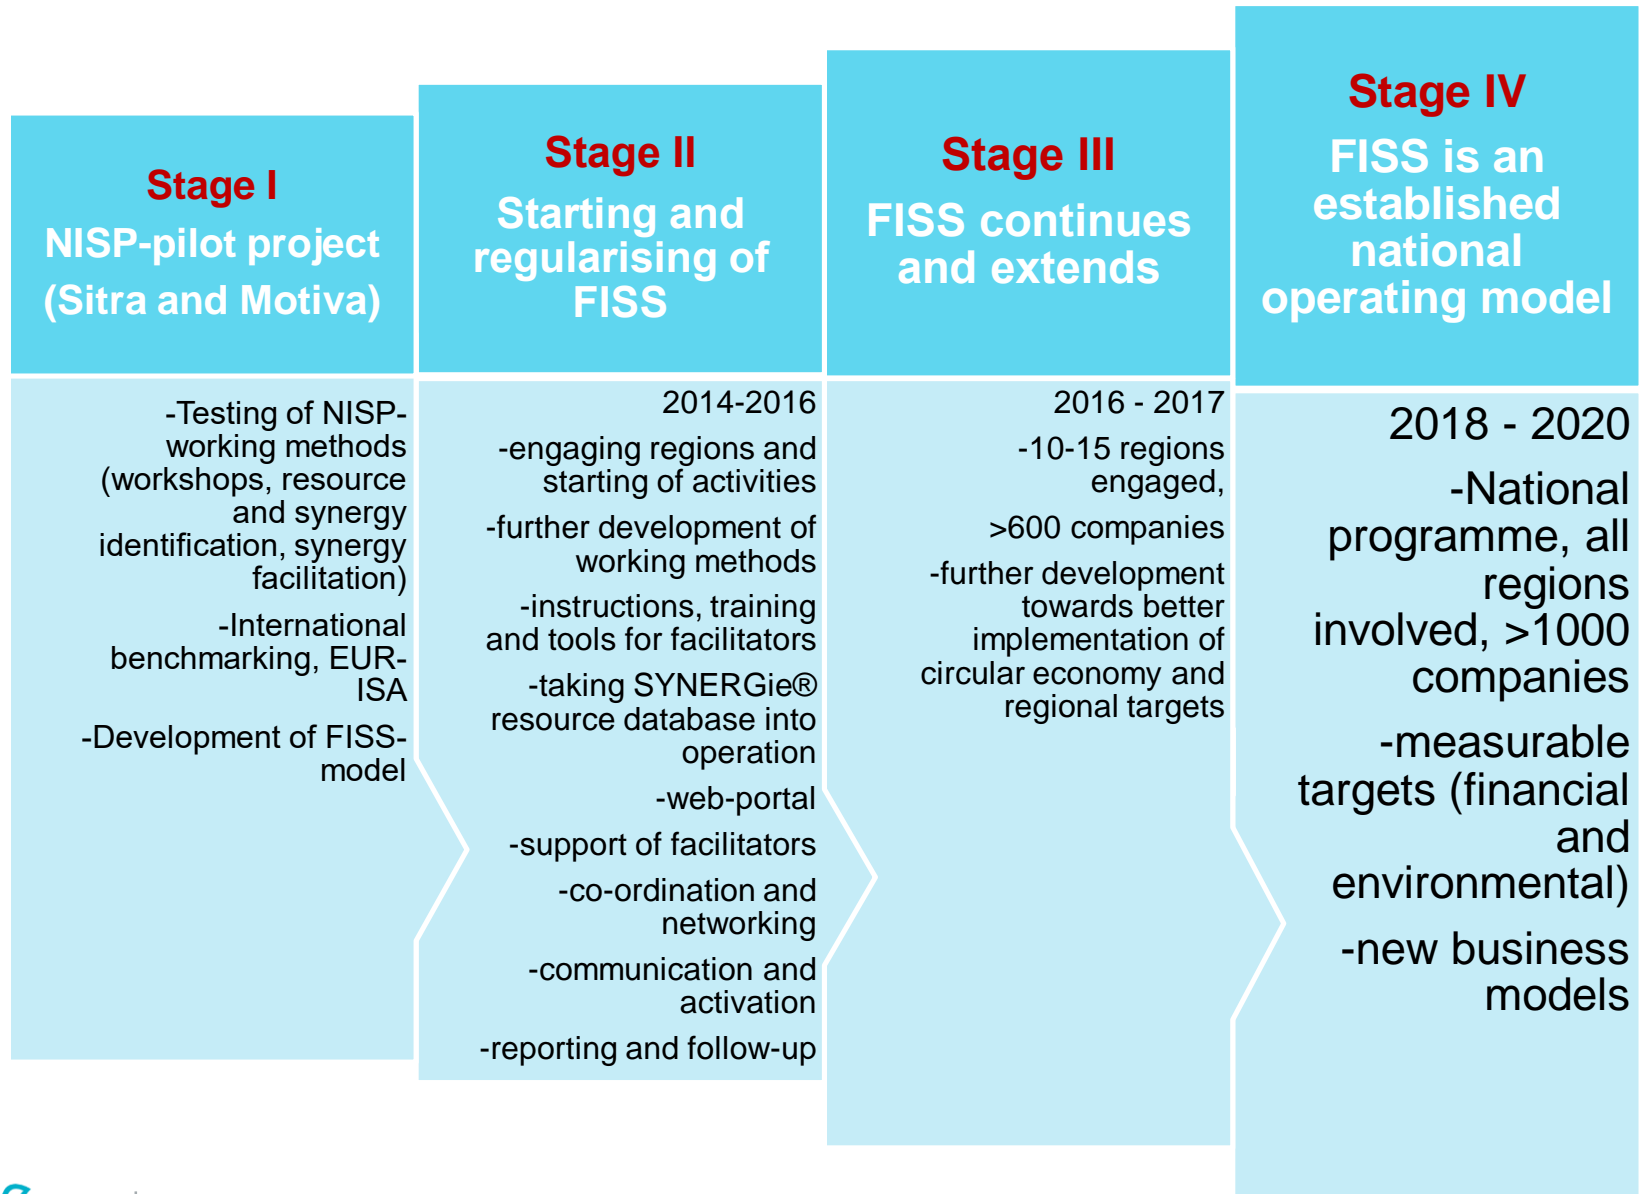 Stage I
NISP-pilot project
(Sitra and Motiva)
-Testing of NISP-
working methods
(workshops, resource
and synergy
identification, synergy
facilitation)
-International
benchmarking, EUR-
ISA
-Development of FISS-
model
Stage II
Starting and
regularising of
FISS
2014-2016
-engaging regions and
starting of activities
-further development of
working methods
-instructions, training
and tools for facilitators
-taking SYNERGie®
resource database into
operation
-web-portal
-support of facilitators
-co-ordination and
networking
-communication and
activation
-reporting and follow-up
Stage III
FISS continues
and extends
2016 - 2017
-10-15 regions
engaged,
>600 companies
-further development
towards better
implementation of
circular economy and
regional targets
Stage IV
FISS is an
established
national
operating model
2018 - 2020
-National
programme, all
regions
involved, >1000
companies
-measurable
targets (financial
and
environmental)
-new business
models